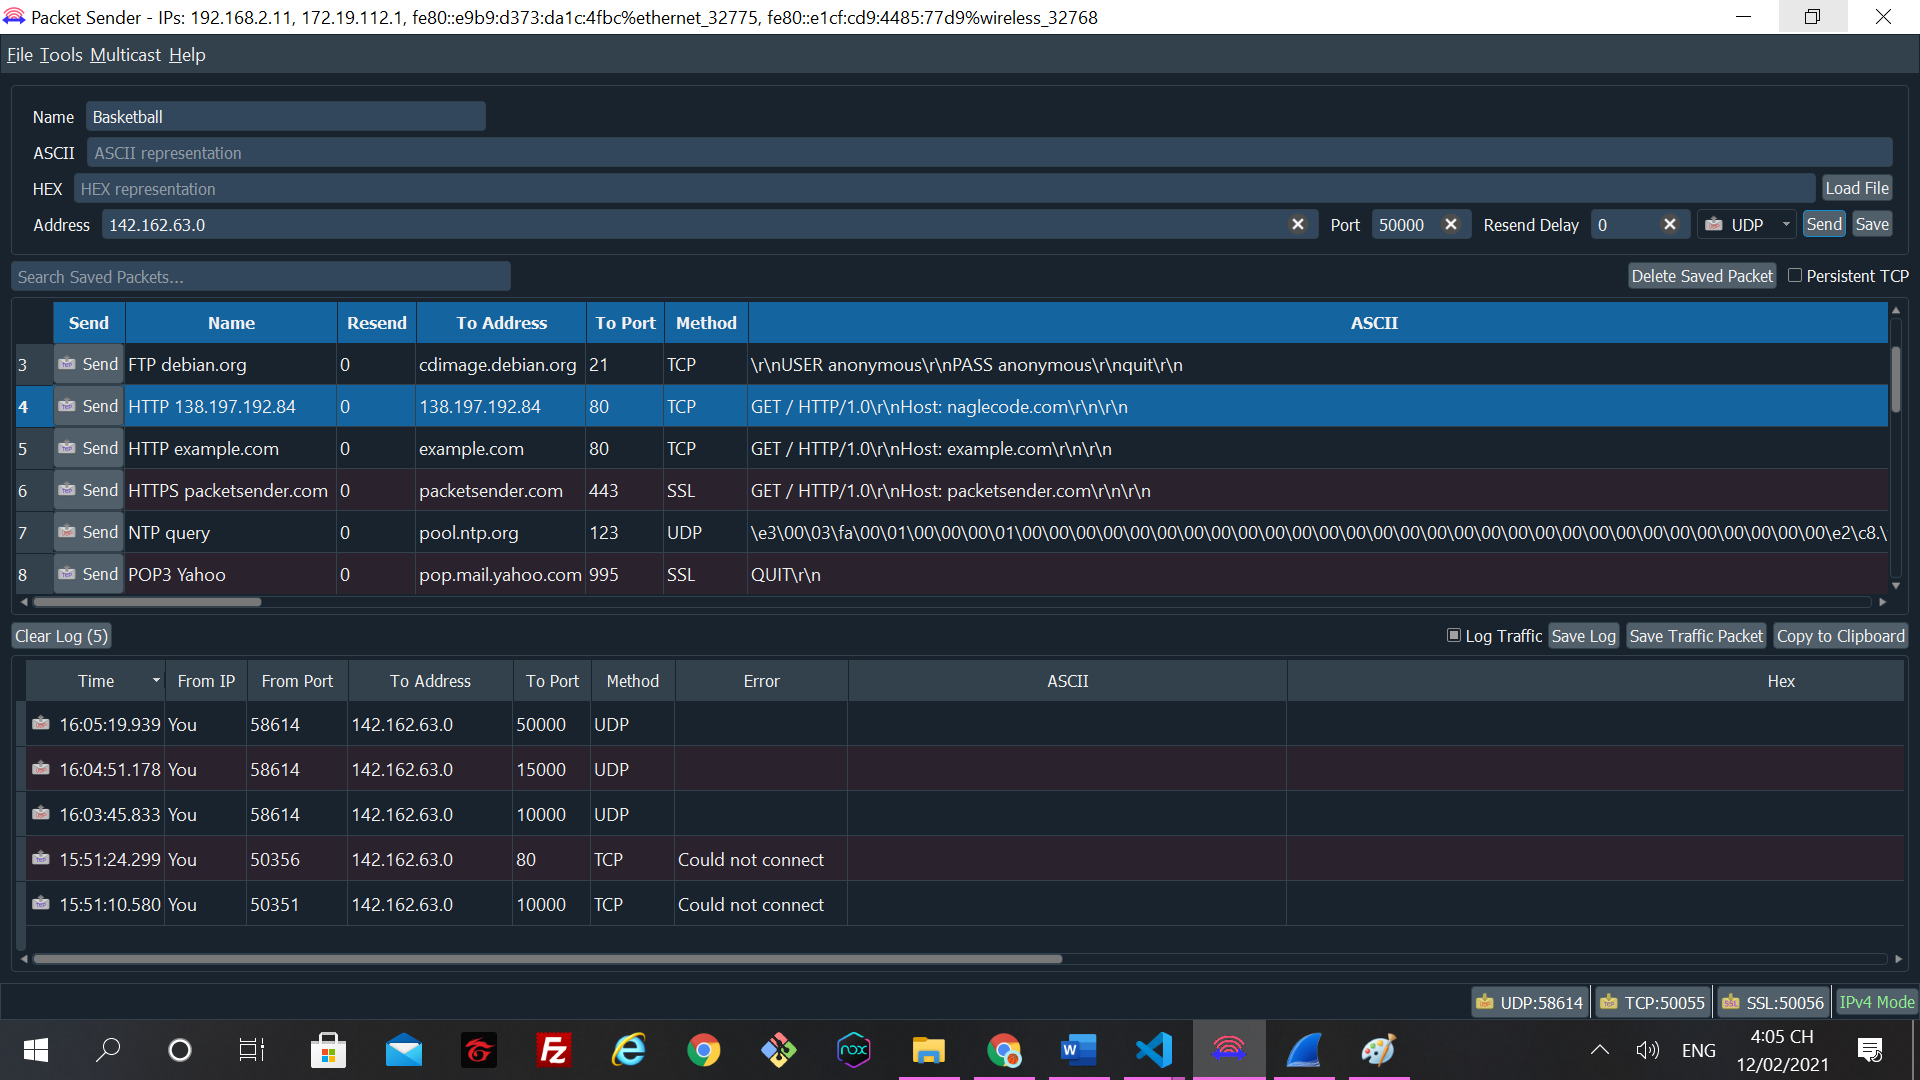 Packet Sender - IPs: 192.168.2.11, 172.19.112.1, fe80::e9b9:d373:da1c:4fbc%ethernet_32775, fe80::e1cf:cd9:4485:77d9%wireless_32768
File Tools Multicast Help
Name Basketball
ASCII ASCII representation
HEX HEX representation Load File
Address 142.162.63.0 Port 50000 Resend Delay 0 UDP Send Save
Search Saved Packets... Delete Saved Packet Persistent TCP
Send Name Resend To Address To Port Method ASCII
3 Send FTP debian.org 0 cdimage.debian.org 21 TCP \r\nUSER anonymous\r\nPASS anonymous\r\nquit\r\n
4 Send HTTP 138.197.192.84 0 138.197.192.84 80 TCP GET / HTTP/1.0\r\nHost: naglecode.com\r\n\r\n
5 Send HTTP example.com 0 example.com 80 TCP GET / HTTP/1.0\r\nHost: example.com\r\n\r\n
6 Send HTTPS packetsender.com 0 packetsender.com 443 SSL GET / HTTP/1.0\r\nHost: packetsender.com\r\n\r\n
7 Send NTP query 0 pool.ntp.org 123 UDP \e3\00\03\fa\00\01\00\00\00\01\00\00\00\00\00\00\00\00\00\00\00\00\00\00\00\00\00\00\00\00\00\00\00\00\00\00\00\00\00\00\e2\c8.\
8 Send POP3 Yahoo 0 pop.mail.yahoo.com 995 SSL QUIT\r\n
Clear Log (5) Log Traffic Save Log Save Traffic Packet Copy to Clipboard
Time From IP From Port To Address To Port Method Error ASCII Hex
16:05:19.939 You 58614 142.162.63.0 50000 UDP
16:04:51.178 You 58614 142.162.63.0 15000 UDP
16:03:45.833 You 58614 142.162.63.0 10000 UDP
15:51:24.299 You 50356 142.162.63.0 80 TCP Could not connect
15:51:10.580 You 50351 142.162.63.0 10000 TCP Could not connect
UDP:58614 TCP:50055 SSL:50056 IPv4 Mode
ENG 4:05 CH
12/02/2021